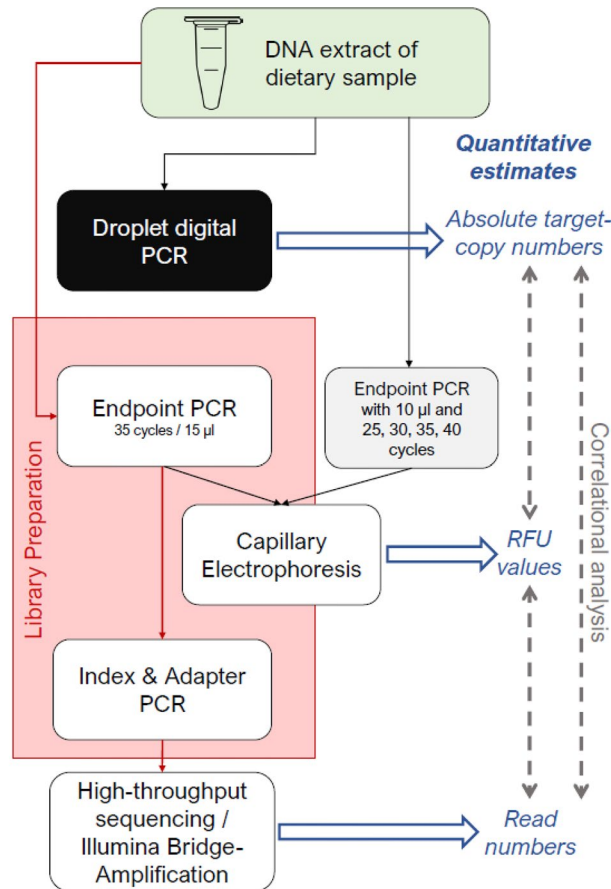 DNA extract of
dietary sample
Quantitative
estimates
Droplet digital
PCR
Absolute target-
copy numbers
Endpoint PCR
35 cycles / 15 µl
Endpoint PCR
with 10 µl and
25, 30, 35, 40
cycles
Library Preparation
Capillary
Electrophoresis
RFU
values
Correlational analysis
Index & Adapter
PCR
High-throughput
sequencing /
Illumina Bridge-
Amplification
Read
numbers